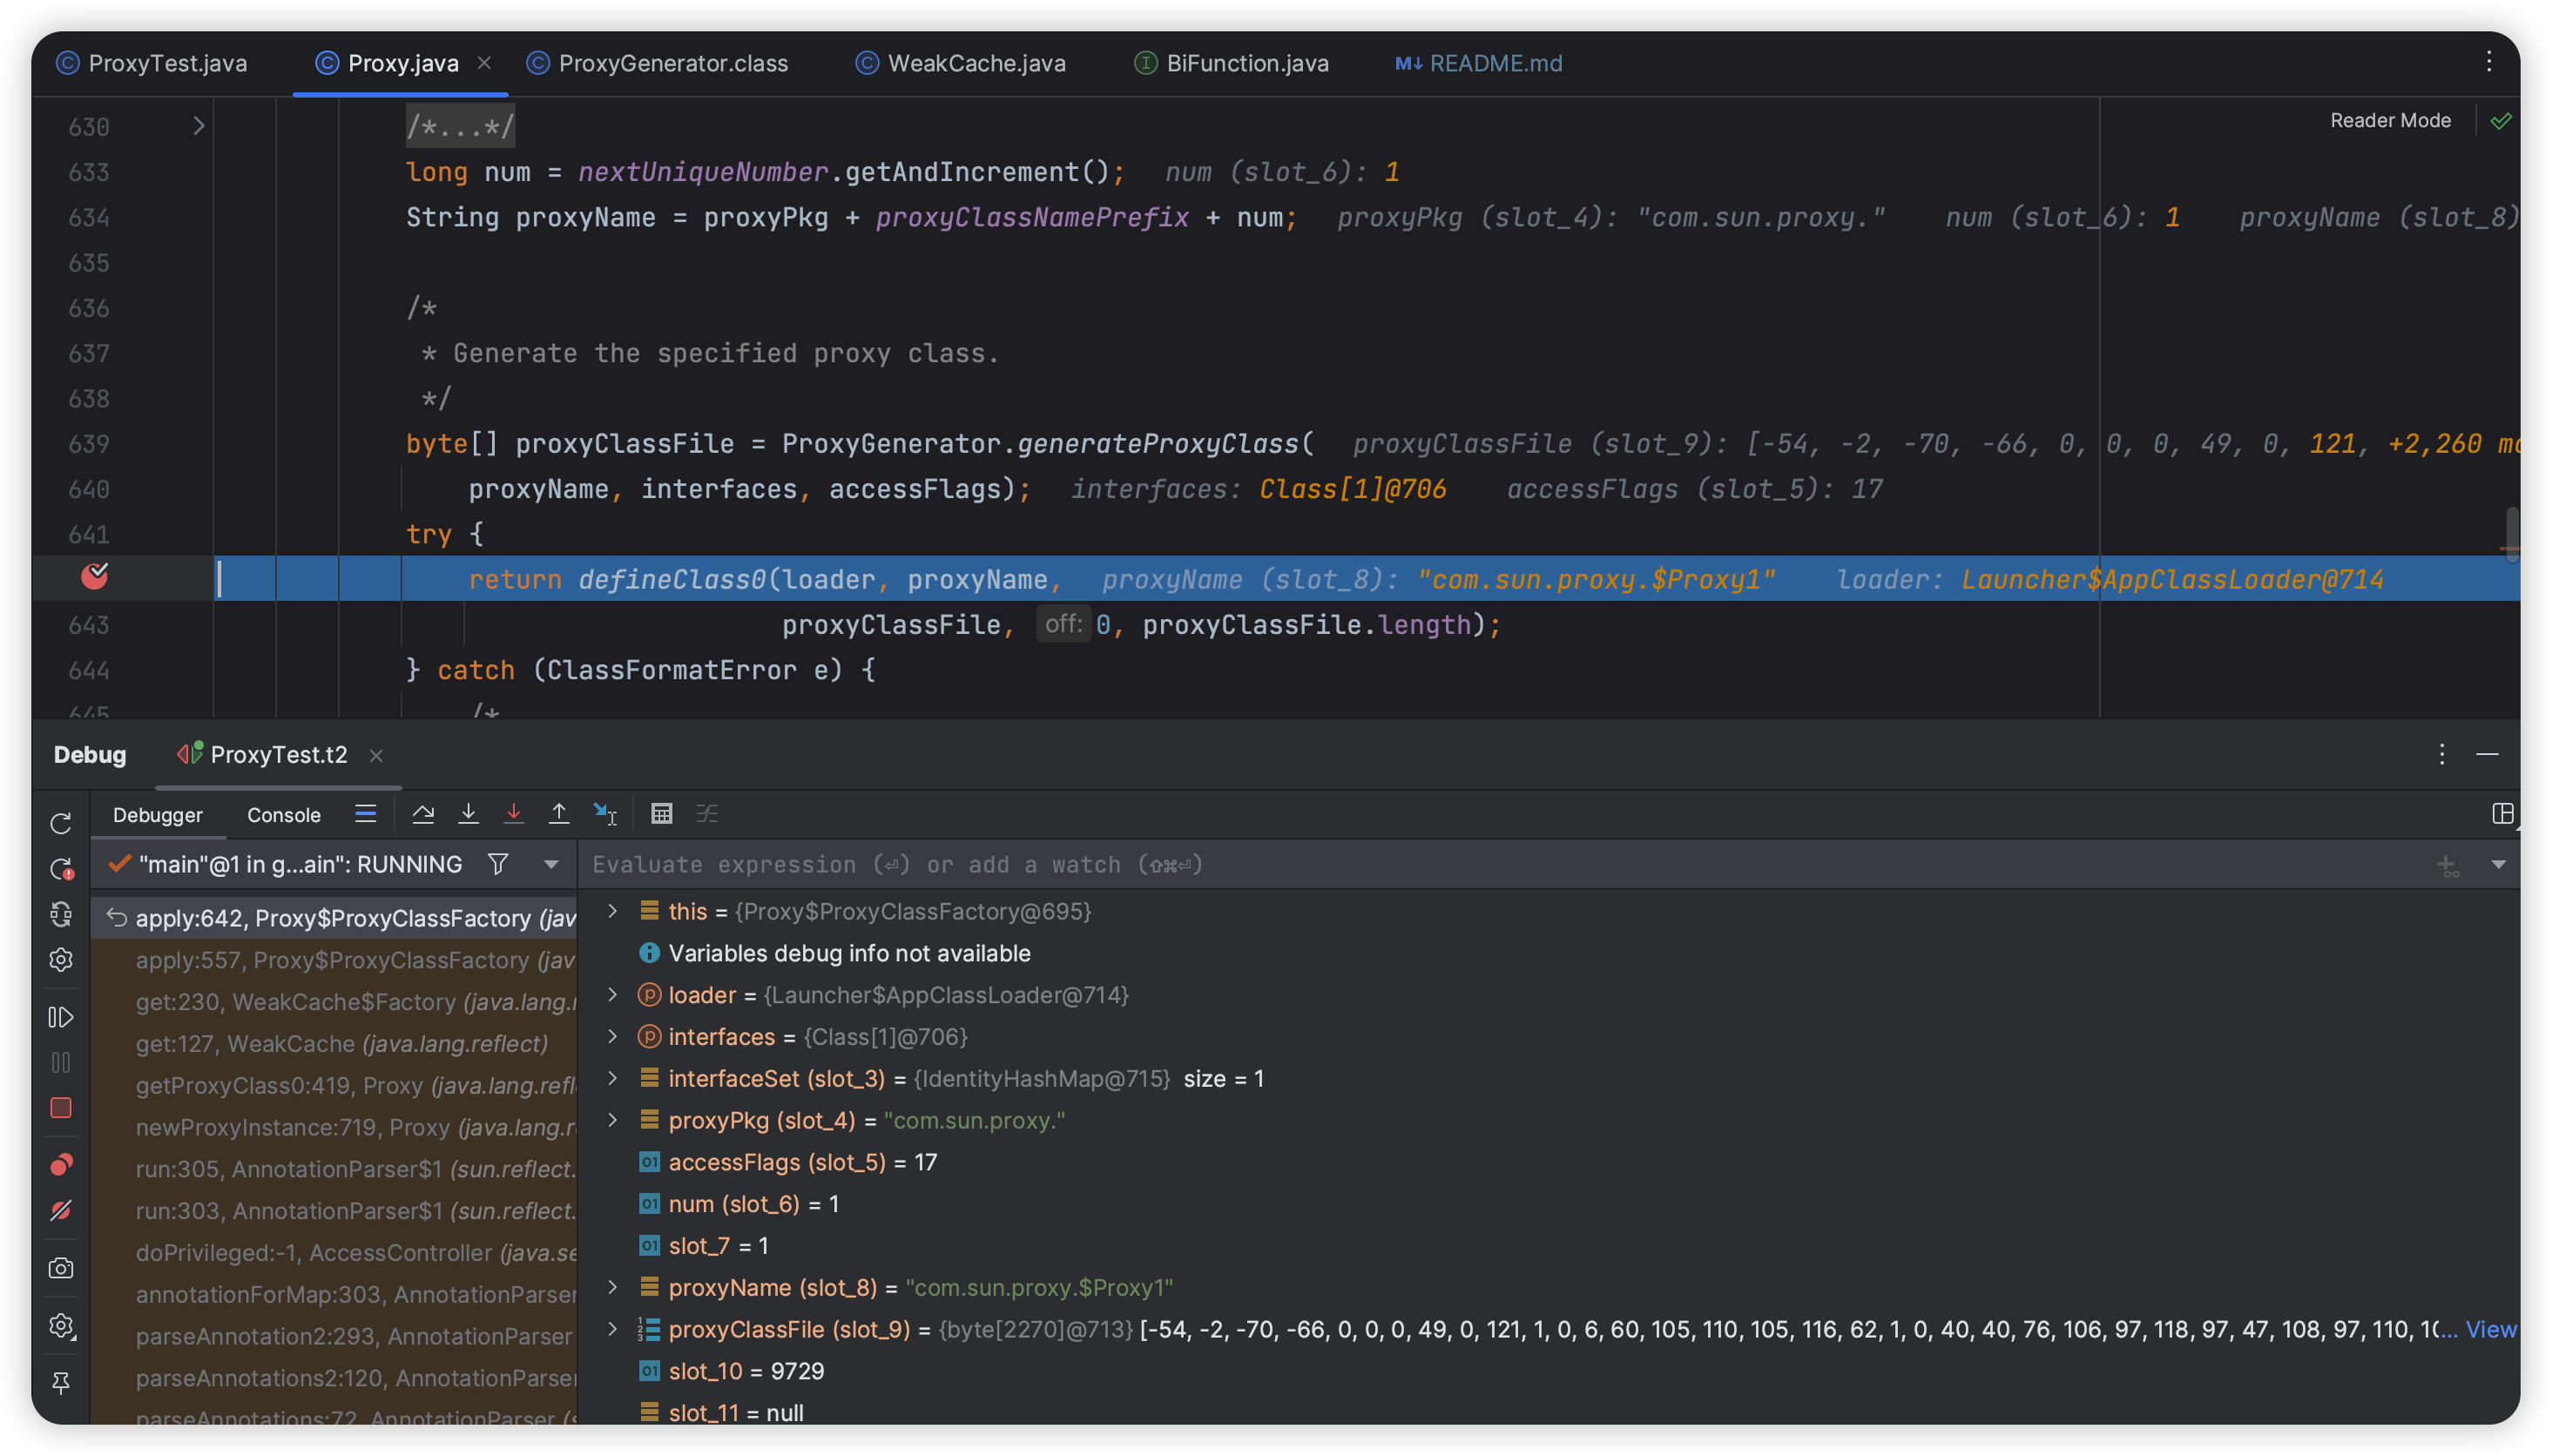 ProxyTest.java Proxy.java ProxyGenerator.class WeakCache.java BiFunction.java README.md
Reader Mode
630 /*...*/
633 long num = nextUniqueNumber.getAndIncrement(); num (slot_6): 1
634 String proxyName = proxyPkg + proxyClassNamePrefix + num; proxyPkg (slot_4): "com.sun.proxy." num (slot_6): 1 proxyName (slot_8)
635
636 /*
637 * Generate the specified proxy class.
638 */
639 byte[] proxyClassFile = ProxyGenerator.generateProxyClass( proxyClassFile (slot_9): [-54, -2, -70, -66, 0, 0, 0, 49, 0, 121, +2,260 mo
640 proxyName, interfaces, accessFlags); interfaces: Class[1]@706 accessFlags (slot_5): 17
641 try {
return defineClass0(loader, proxyName, proxyName (slot_8): "com.sun.proxy.$Proxy1" loader: Launcher$AppClassLoader@714
643 proxyClassFile, off: 0, proxyClassFile.length);
644 } catch (ClassFormatError e) {
645 /*
Debug ProxyTest.t2
Debugger Console
"main"@1 in g...ain": RUNNING Evaluate expression (⏎) or add a watch (⇧⌘⏎)
apply:642, Proxy$ProxyClassFactory (jav
apply:557, Proxy$ProxyClassFactory (jav
get:230, WeakCache$Factory (java.lang.r
get:127, WeakCache (java.lang.reflect)
getProxyClass0:419, Proxy (java.lang.refl
newProxyInstance:719, Proxy (java.lang.r
run:305, AnnotationParser$1 (sun.reflect.
run:303, AnnotationParser$1 (sun.reflect.
doPrivileged:-1, AccessController (java.se
annotationForMap:303, AnnotationParser
parseAnnotation2:293, AnnotationParser
parseAnnotations2:120, AnnotationParser
parseAnnotations:72, AnnotationParser (s
this = {Proxy$ProxyClassFactory@695}
Variables debug info not available
loader = {Launcher$AppClassLoader@714}
interfaces = {Class[1]@706}
interfaceSet (slot_3) = {IdentityHashMap@715} size = 1
proxyPkg (slot_4) = "com.sun.proxy."
accessFlags (slot_5) = 17
num (slot_6) = 1
slot_7 = 1
proxyName (slot_8) = "com.sun.proxy.$Proxy1"
proxyClassFile (slot_9) = {byte[2270]@713} [-54, -2, -70, -66, 0, 0, 0, 49, 0, 121, 1, 0, 6, 60, 105, 110, 105, 116, 62, 1, 0, 40, 40, 76, 106, 97, 118, 97, 47, 108, 97, 110, 10... View
slot_10 = 9729
slot_11 = null